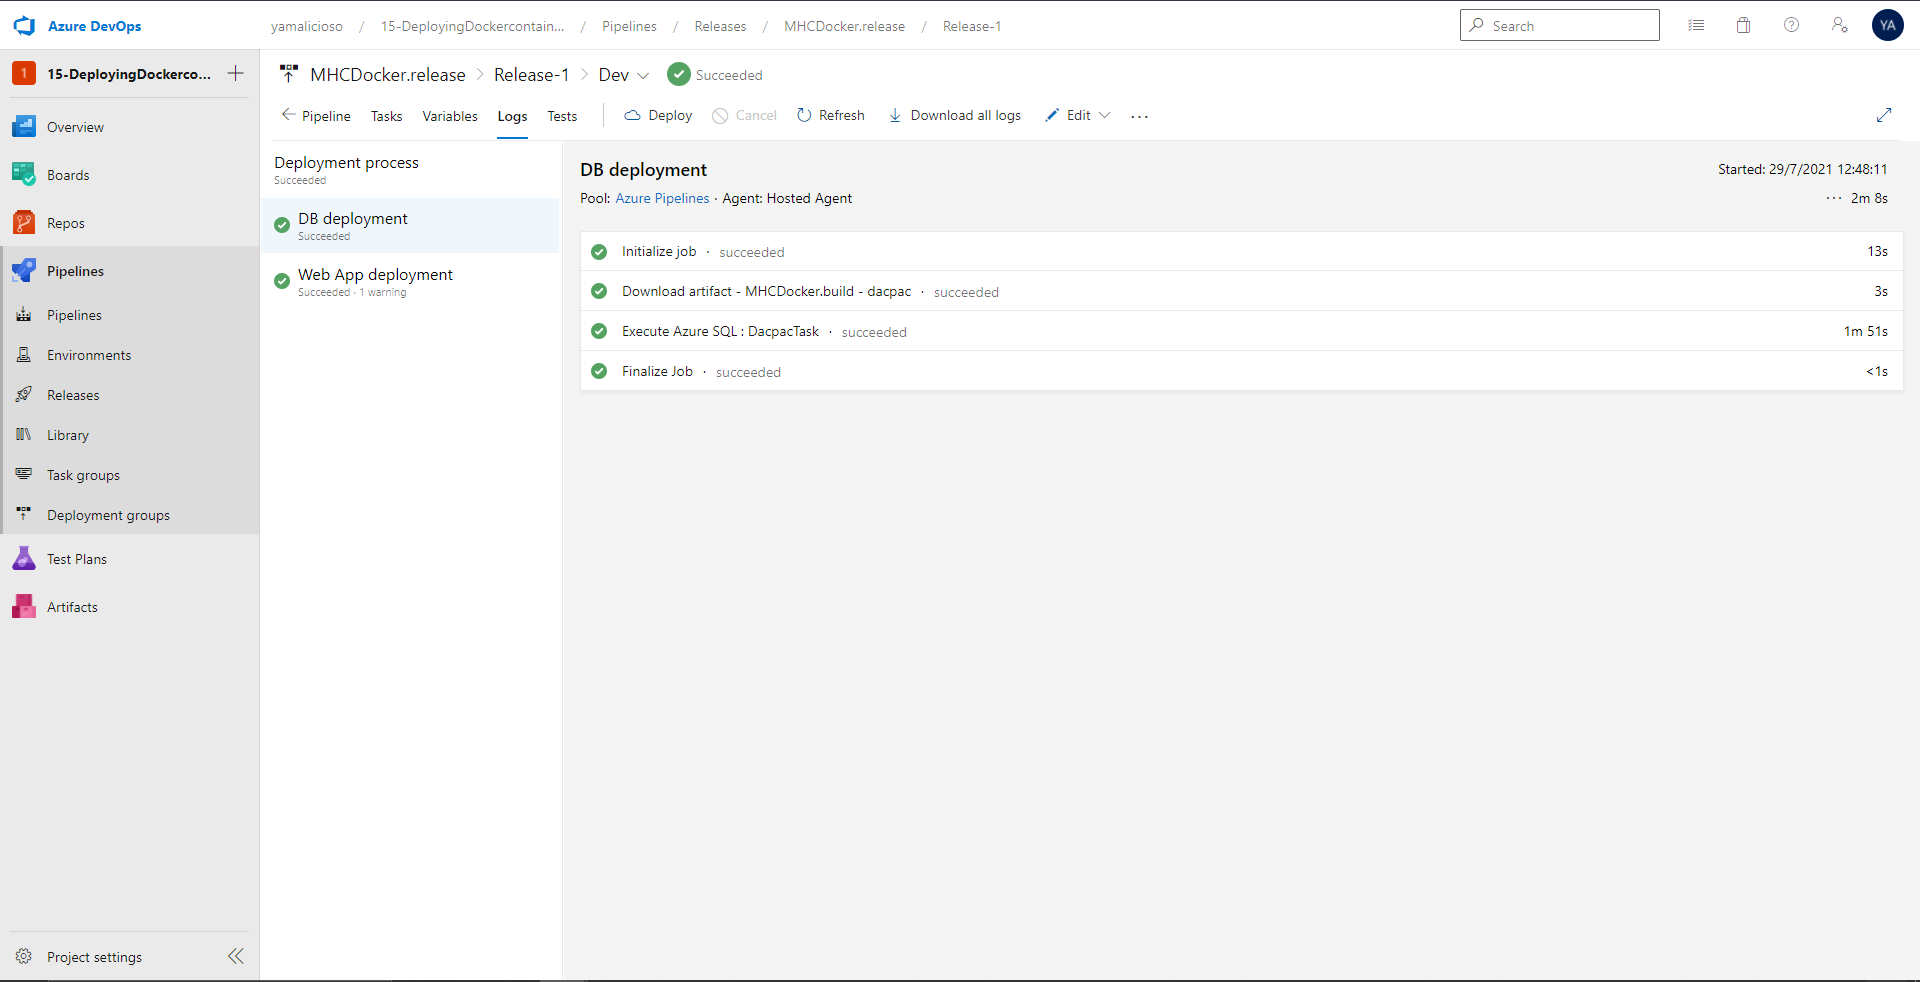 Azure DevOps
yamalicioso / 15-DeployingDockercontain... / Pipelines / Releases / MHCDocker.release / Release-1
Search
YA
1
15-DeployingDockerco...
Overview
Boards
Repos
Pipelines
Pipelines
Environments
Releases
Library
Task groups
Deployment groups
Test Plans
Artifacts
Project settings
MHCDocker.release > Release-1 > Dev Succeeded
Pipeline Tasks Variables Logs Tests Deploy Cancel Refresh Download all logs Edit ...
Deployment process
Succeeded
DB deployment
Succeeded
Web App deployment
Succeeded · 1 warning
DB deployment
Started: 29/7/2021 12:48:11
Pool: Azure Pipelines · Agent: Hosted Agent
... 2m 8s
Initialize job · succeeded 13s
Download artifact - MHCDocker.build - dacpac · succeeded 3s
Execute Azure SQL : DacpacTask · succeeded 1m 51s
Finalize Job · succeeded <1s